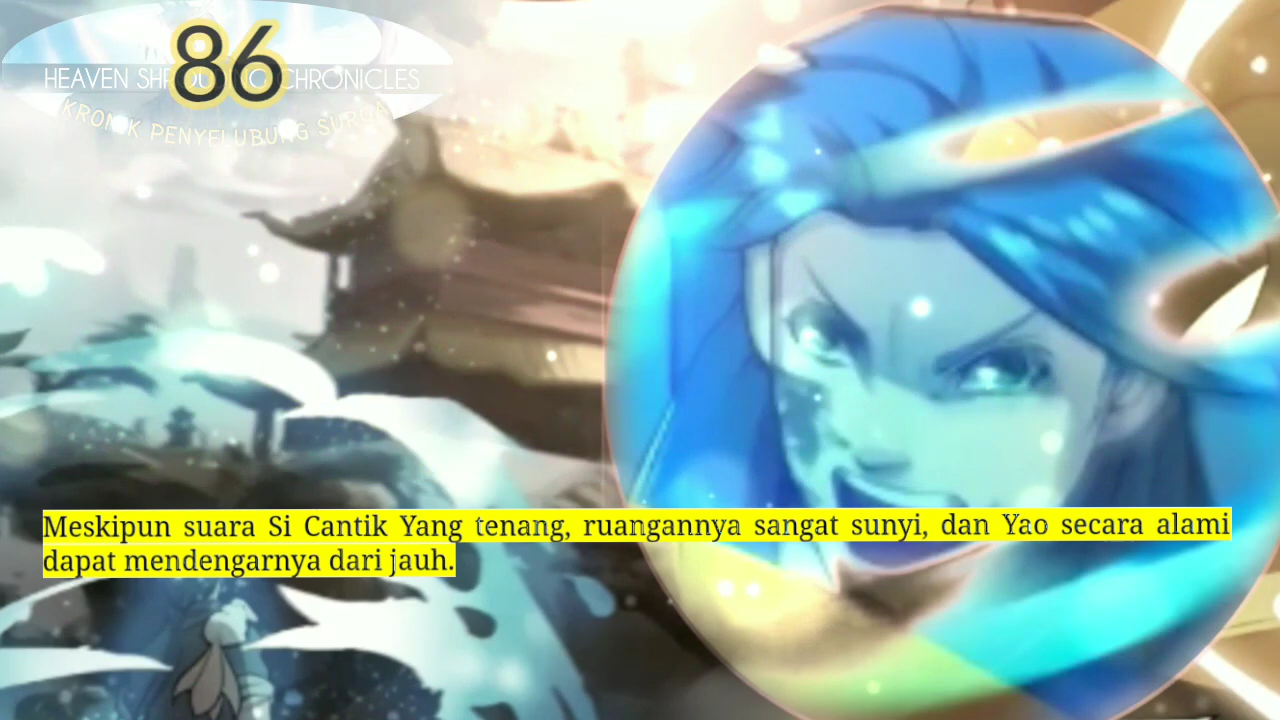 86
HEAVEN SHROUDING CHRONICLES
KRONIK PENYELUBUNG SURGA
Meskipun suara Si Cantik Yang tenang, ruangannya sangat sunyi, dan Yao secara alami
dapat mendengarnya dari jauh.